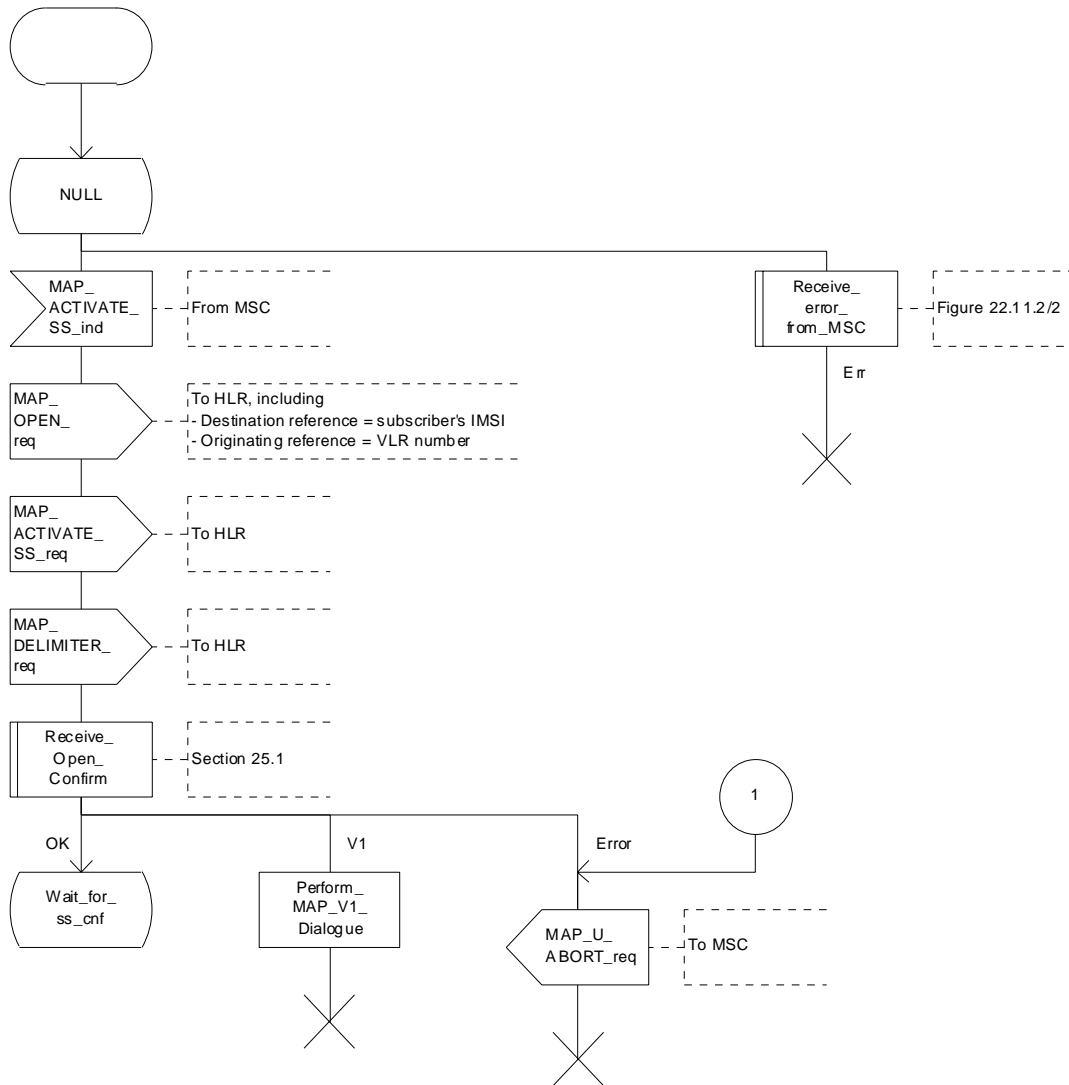 NULL
MAP_
ACTIVATE_
SS_ind
From MSC
Receive_
error_
from_MSC
Figure 22.11.2/2
Err
MAP_
OPEN_
req
To HLR, including
- Destination reference = subscriber's IMSI
- Originating reference = VLR number
MAP_
ACTIVATE_
SS_req
To HLR
MAP_
DELIMITER_
req
To HLR
Receive_
Open_
Confirm
Section 25.1
1
OK
V1
Error
Wait_for_
ss_cnf
Perform_
MAP_V1_
Dialogue
MAP_U_
ABORT_req
To MSC